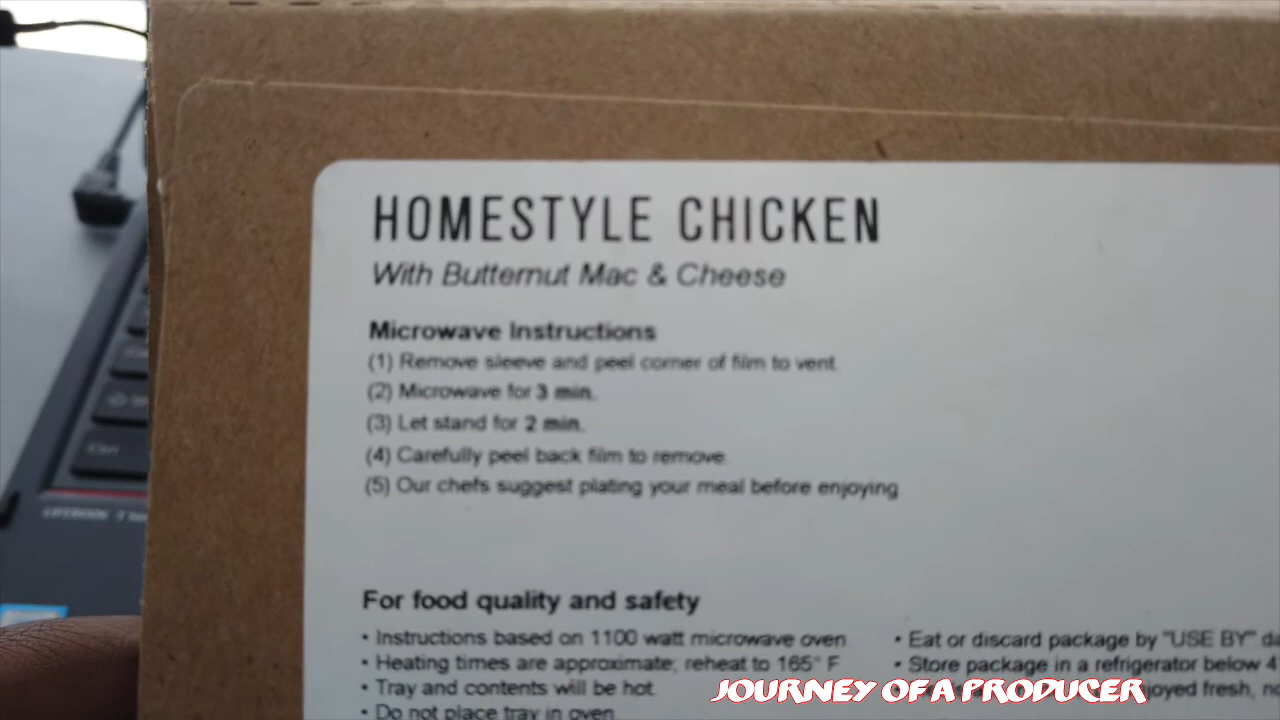 HOMESTYLE CHICKEN
With Butternut Mac & Cheese
Microwave Instructions
(1) Remove sleeve and peel corner of film to vent.
(2) Microwave for 3 min.
(3) Let stand for 2 min.
(4) Carefully peel back film to remove.
(5) Our chefs suggest plating your meal before enjoying
For food quality and safety
• Instructions based on 1100 watt microwave oven
• Heating times are approximate; reheat to 165° F
• Tray and contents will be hot.
• Do not place tray in oven.
• Eat or discard package by "USE BY"
• Store package in a refrigerator below
fresh,
JOURNEY OF A PRODUCER
Ctrl
LIFEBOOK